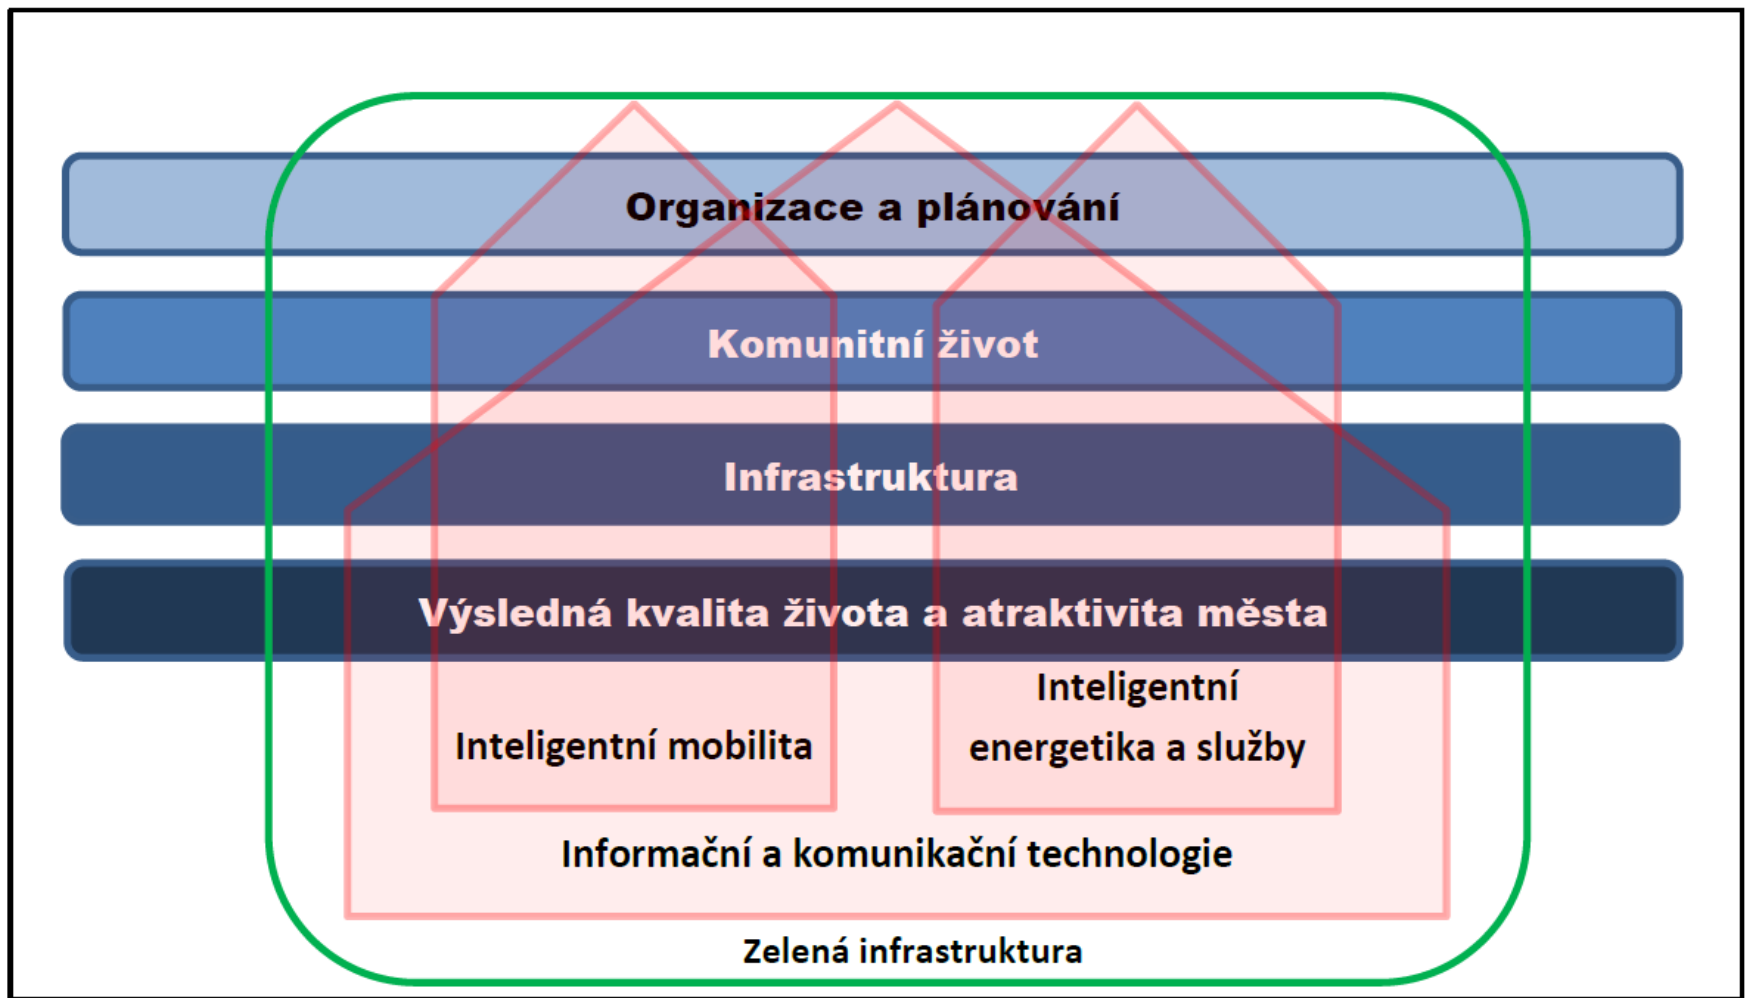 Organizace a plánování
Komunitní život
Infrastruktura
Výsledná kvalita života a atraktivita města
Inteligentní mobilita
Inteligentní
energetika a služby
Informační a komunikační technologie
Zelená infrastruktura